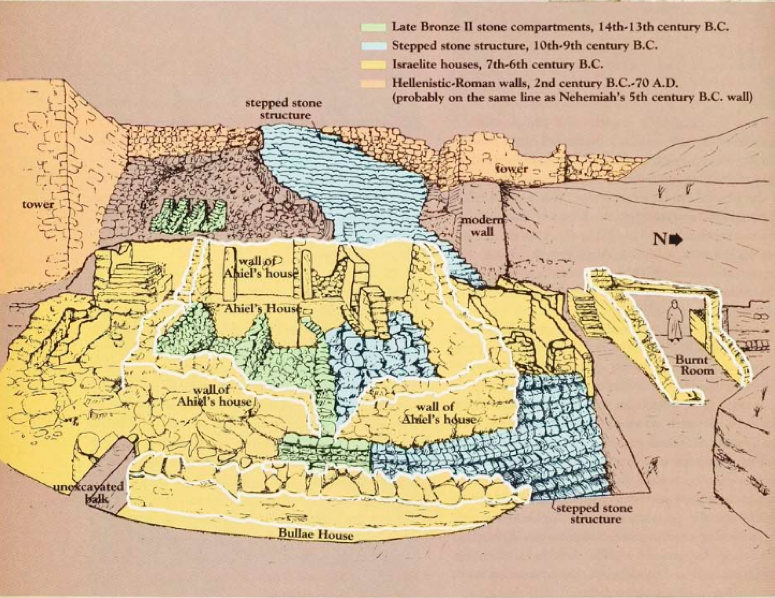 Late Bronze II stone compartments, 14th-13th century B.C.
Stepped stone structure, 10th-9th century B.C.
Israelite houses, 7th-6th century B.C.
Hellenistic-Roman walls, 2nd century B.C.-70 A.D.
(probably on the same line as Nehemiah's 5th century B.C. wall)
stepped stone
structure
tower
tower
modern
wall
N
wall of
Ahiel's house
Ahiel's House
wall of
Ahiel's house
wall of
Ahiel's house
Burnt
Room
unexcavated
balk
Bullae House
stepped stone
structure